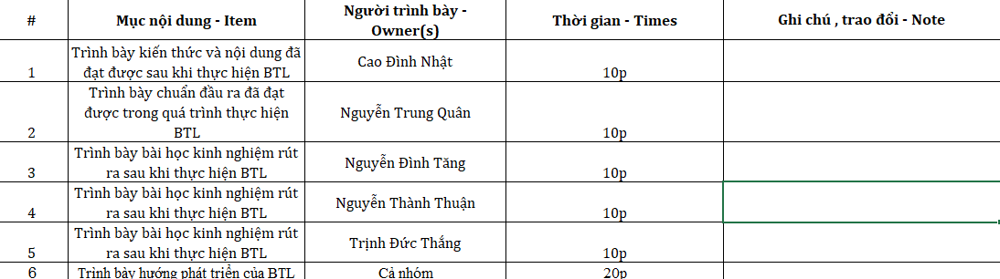 # Mục nội dung - Item Người trình bày - Owner(s) Thời gian - Times Ghi chú , trao đổi - Note
Trình bày kiến thức và nội dung đã
1 đạt được sau khi thực hiện BTL Cao Đình Nhật 10p
Trình bày chuẩn đầu ra đã đạt
được trong quá trình thực hiện Nguyễn Trung Quân
2 BTL 10p
Trình bày bài học kinh nghiệm rút
3 ra sau khi thực hiện BTL Nguyễn Đình Tăng 10p
Trình bày bài học kinh nghiệm rút
4 ra sau khi thực hiện BTL Nguyễn Thành Thuận 10p
Trình bày bài học kinh nghiệm rút
5 ra sau khi thực hiện BTL Trịnh Đức Thắng 10p
6 Trình bày hướng phát triển của BTL Cả nhóm 20p